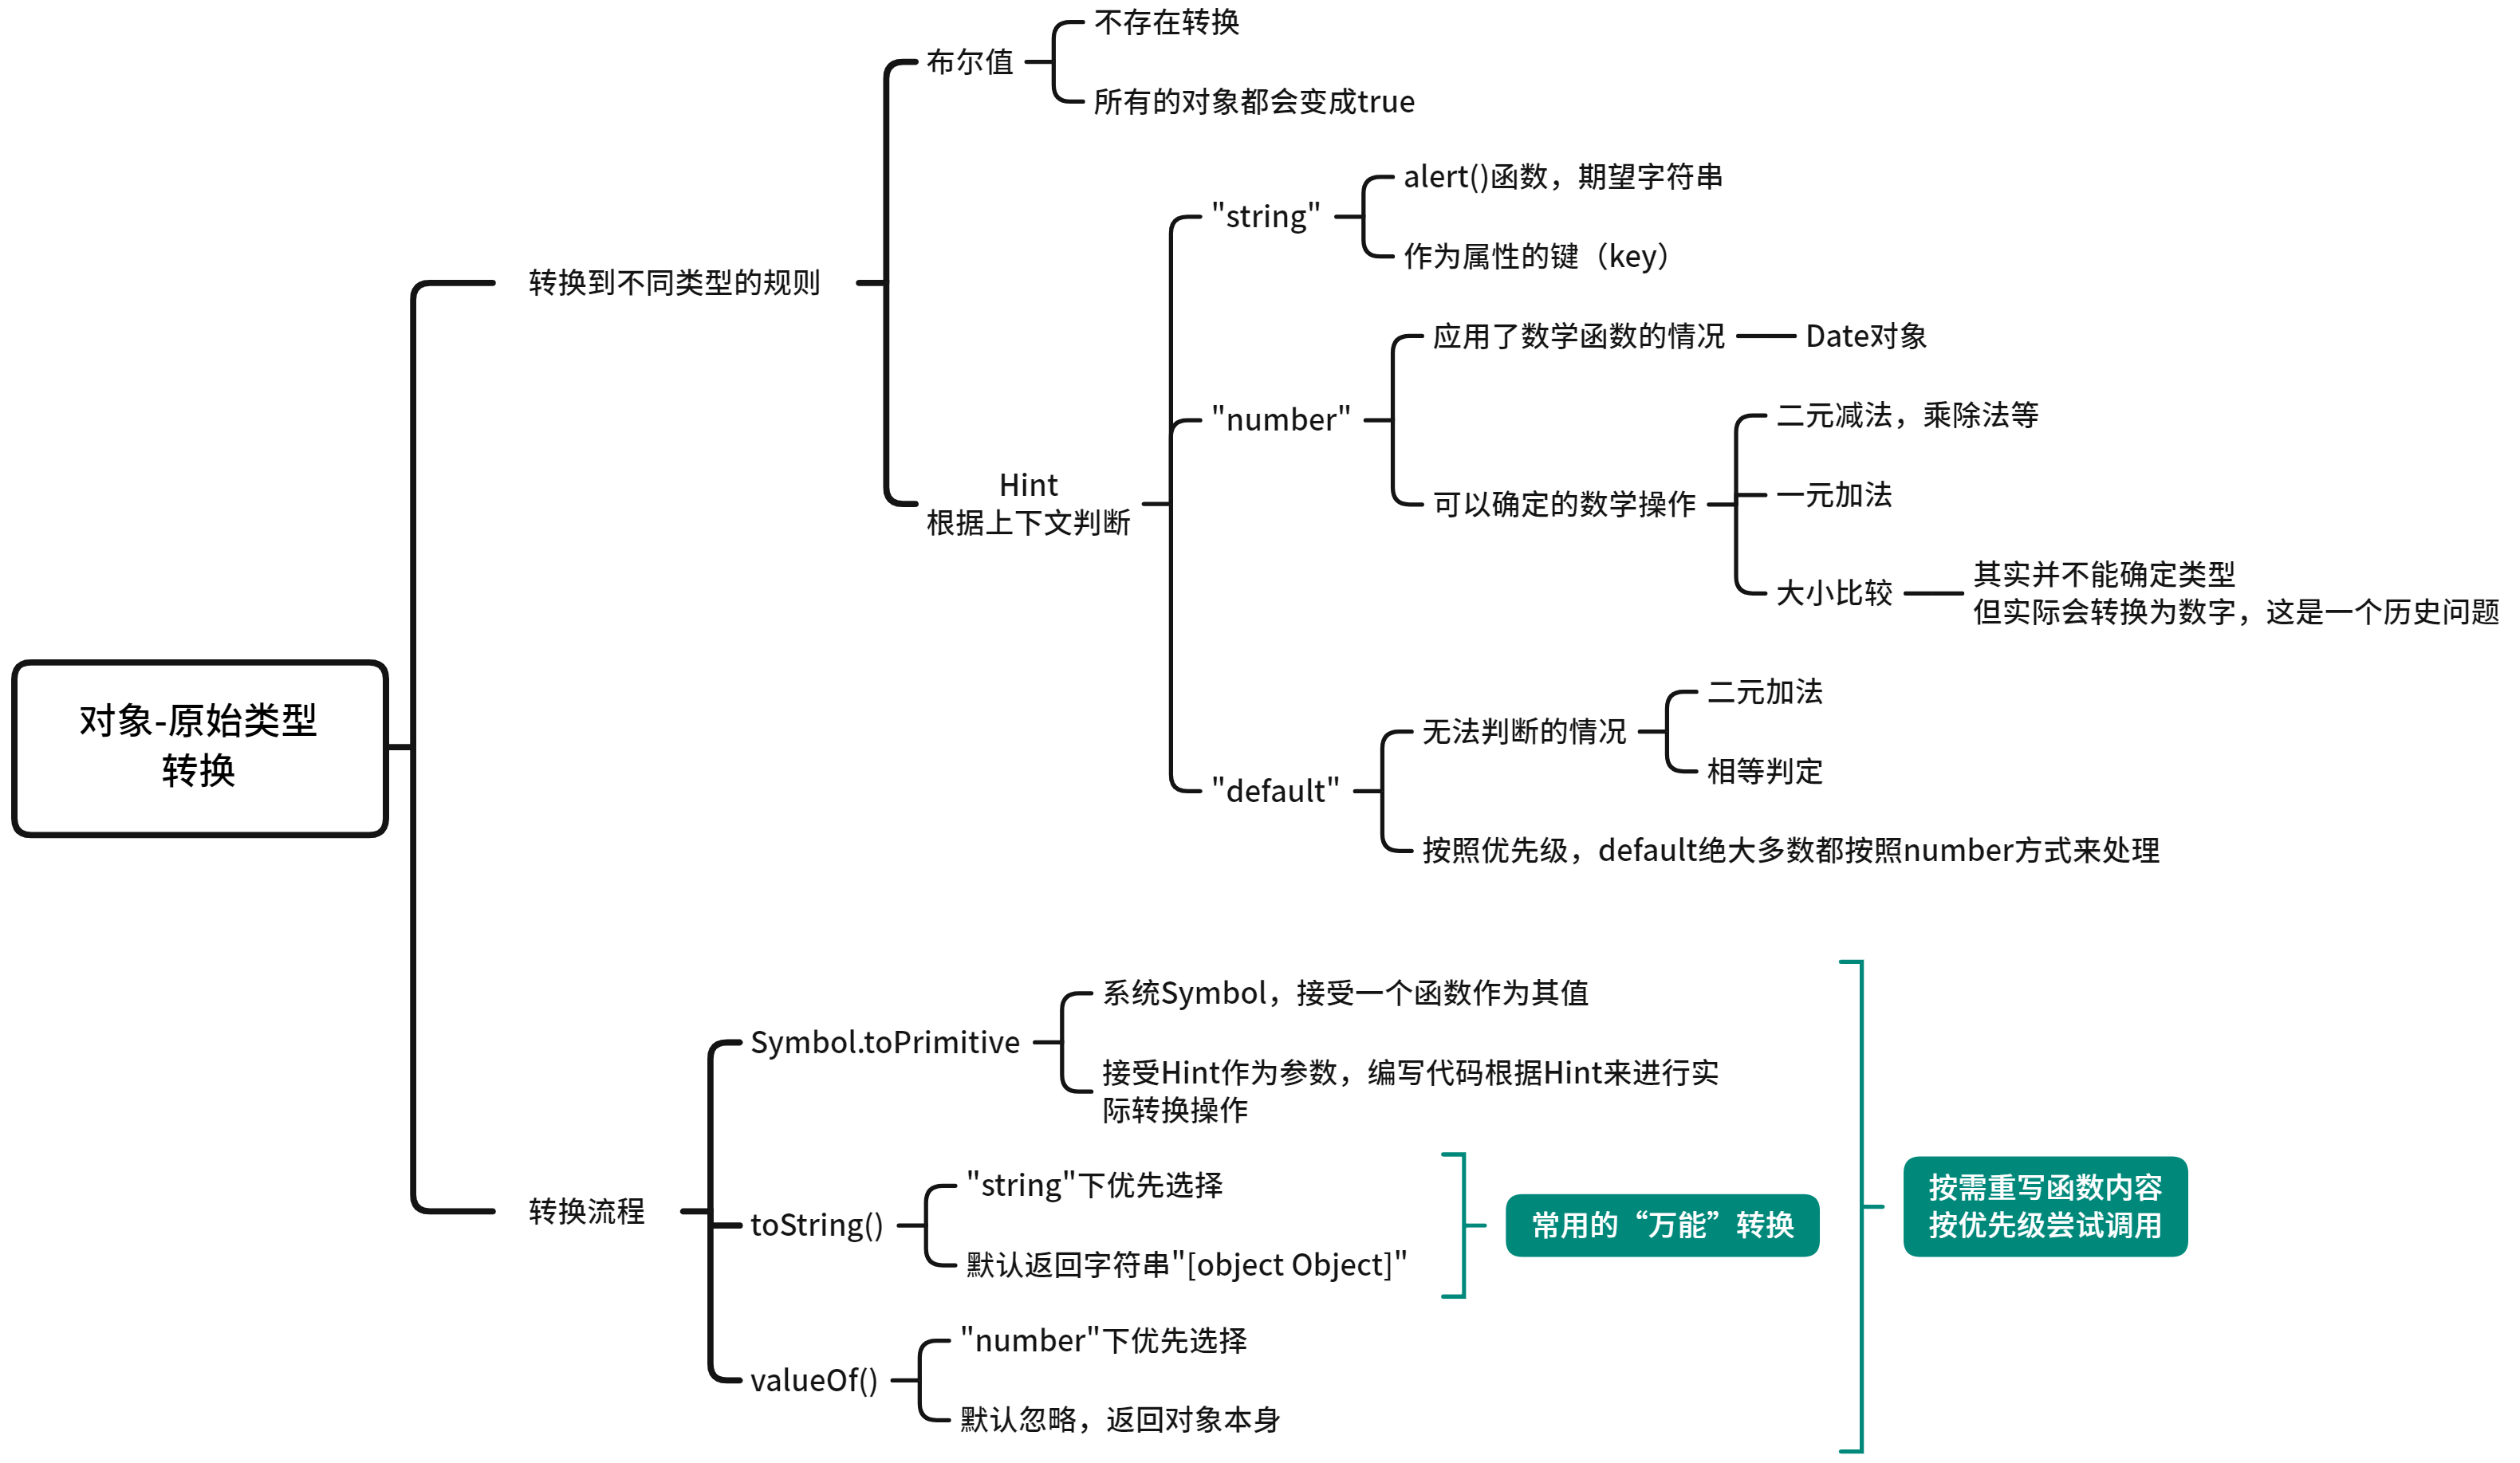 对象-原始类型
转换
转换到不同类型的规则
布尔值
不存在转换
所有的对象都会变成true
Hint
根据上下文判断
"string"
alert()函数，期望字符串
作为属性的键（key）
"number"
应用了数学函数的情况
Date对象
可以确定的数学操作
二元减法，乘除法等
一元加法
大小比较
其实并不能确定类型
但实际会转换为数字，这是一个历史问题
"default"
无法判断的情况
二元加法
相等判定
按照优先级，default绝大多数都按照number方式来处理
转换流程
Symbol.toPrimitive
系统Symbol，接受一个函数作为其值
接受Hint作为参数，编写代码根据Hint来进行实
际转换操作
toString()
"string"下优先选择
默认返回字符串"[object Object]"
常用的“万能”转换
valueOf()
"number"下优先选择
默认忽略，返回对象本身
按需重写函数内容
按优先级尝试调用